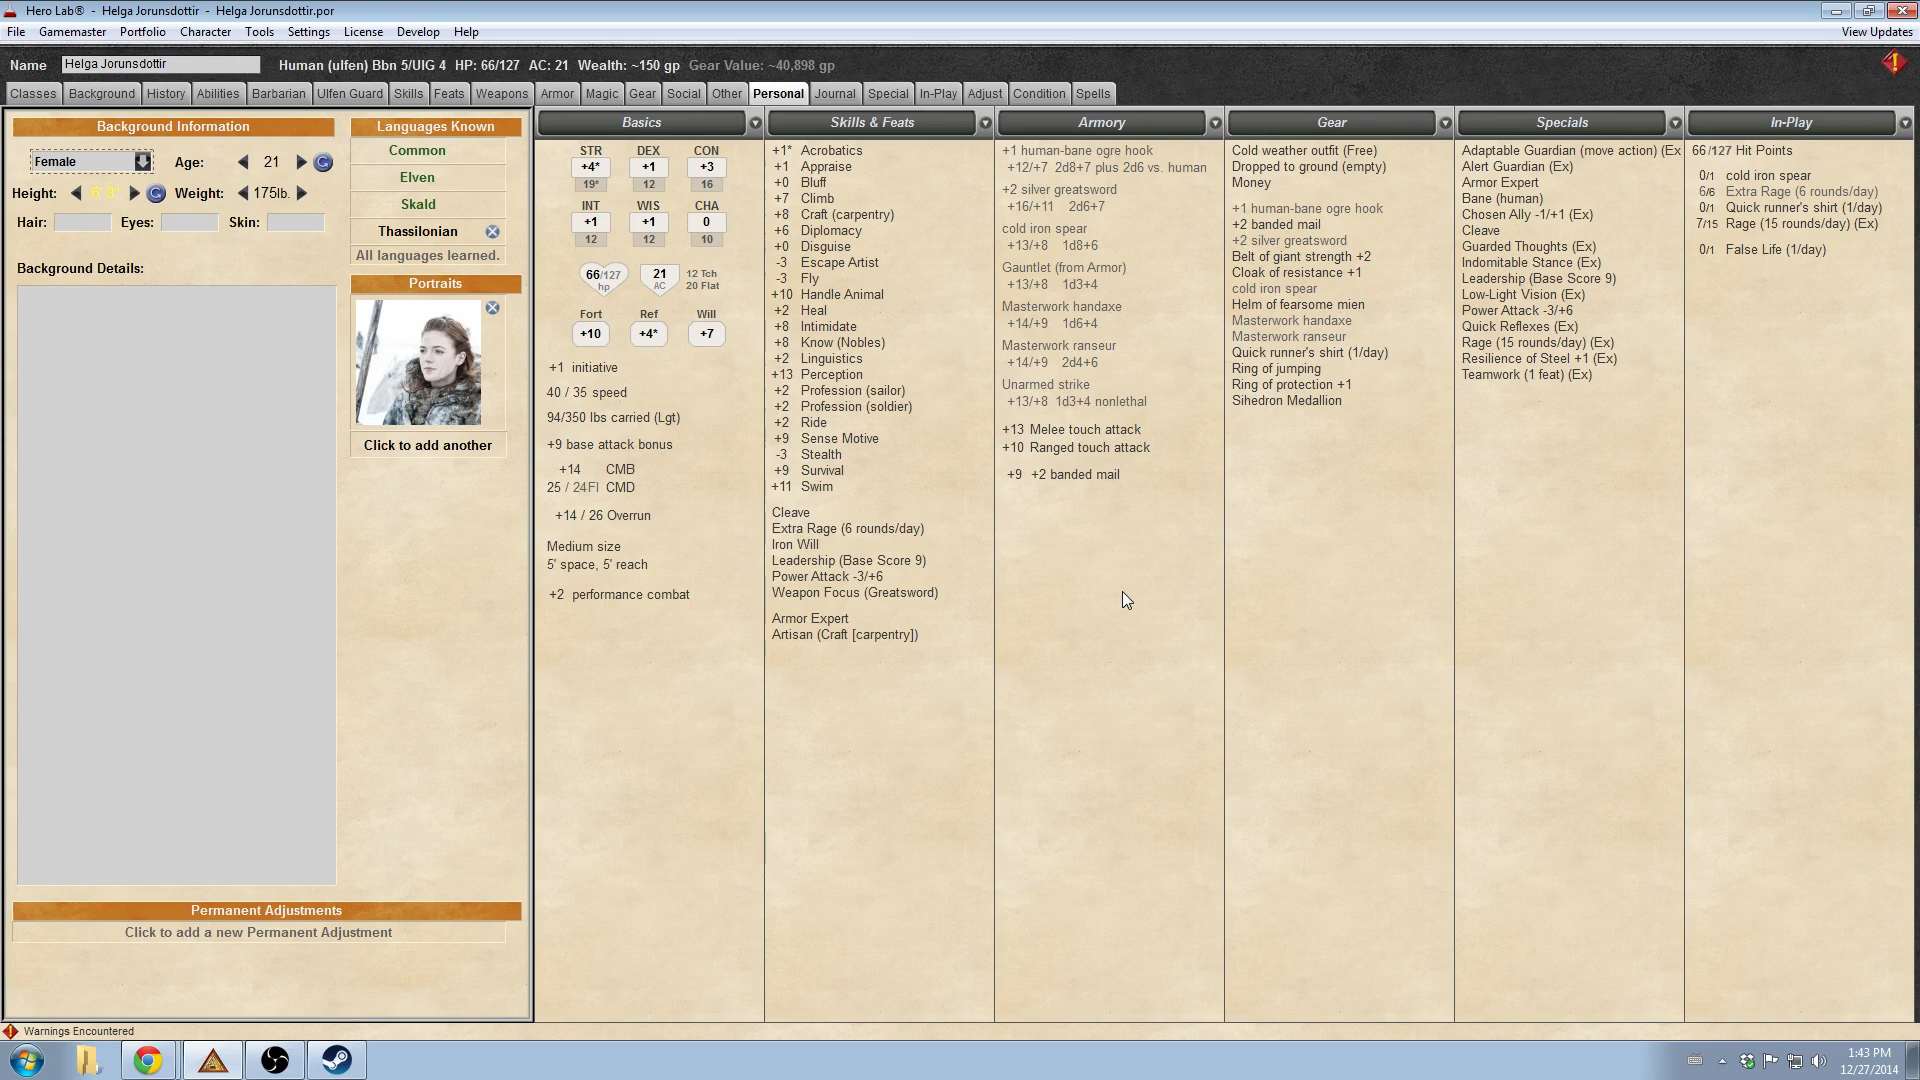 Hero Lab® - Helga Jorunsdottir - Helga Jorunsdottir.por
File Gamemaster Portfolio Character Tools Settings License Develop Help View Updates
Name Helga Jorunsdottir Human (ulfen) Bbn 5/UIG 4 HP: 66/127 AC: 21 Wealth: ~150 gp Gear Value: ~40,898 gp
Classes Background History Abilities Barbarian Ulfen Guard Skills Feats Weapons Armor Magic Gear Social Other Personal Journal Special In-Play Adjust Condition Spells
Background Information
Female Age: 21
Height: 6' 3" Weight: 175lb.
Hair: Eyes: Skin:
Background Details:
Languages Known
Common
Elven
Skald
Thassilonian
All languages learned.
Portraits
Click to add another
Permanent Adjustments
Click to add a new Permanent Adjustment
Basics
STR DEX CON
+4* +1 +3
19* 12 16
INT WIS CHA
+1 +1 0
12 12 10
66/127 hp 21 AC 12 Tch
20 Flat
Fort Ref Will
+10 +4* +7
+1 initiative
40 / 35 speed
94/350 lbs carried (Lgt)
+9 base attack bonus
+14 CMB
25 / 24Fl CMD
+14 / 26 Overrun
Medium size
5' space, 5' reach
+2 performance combat
Skills & Feats
+1* Acrobatics
+1 Appraise
+0 Bluff
+7 Climb
+8 Craft (carpentry)
+6 Diplomacy
+0 Disguise
-3 Escape Artist
-3 Fly
+10 Handle Animal
+2 Heal
+8 Intimidate
+8 Know (Nobles)
+2 Linguistics
+13 Perception
+2 Profession (sailor)
+2 Profession (soldier)
+2 Ride
+9 Sense Motive
-3 Stealth
+9 Survival
+11 Swim
Cleave
Extra Rage (6 rounds/day)
Iron Will
Leadership (Base Score 9)
Power Attack -3/+6
Weapon Focus (Greatsword)
Armor Expert
Artisan (Craft [carpentry])
Armory
+1 human-bane ogre hook
+12/+7 2d8+7 plus 2d6 vs. human
+2 silver greatsword
+16/+11 2d6+7
cold iron spear
+13/+8 1d8+6
Gauntlet (from Armor)
+13/+8 1d3+4
Masterwork handaxe
+14/+9 1d6+4
Masterwork ranseur
+14/+9 2d4+6
Unarmed strike
+13/+8 1d3+4 nonlethal
+13 Melee touch attack
+10 Ranged touch attack
+9 +2 banded mail
Gear
Cold weather outfit (Free)
Dropped to ground (empty)
Money
+1 human-bane ogre hook
+2 banded mail
+2 silver greatsword
Belt of giant strength +2
Cloak of resistance +1
cold iron spear
Helm of fearsome mien
Masterwork handaxe
Masterwork ranseur
Quick runner's shirt (1/day)
Ring of jumping
Ring of protection +1
Sihedron Medallion
Specials
Adaptable Guardian (move action) (Ex
Alert Guardian (Ex)
Armor Expert
Bane (human)
Chosen Ally -1/+1 (Ex)
Cleave
Guarded Thoughts (Ex)
Indomitable Stance (Ex)
Leadership (Base Score 9)
Low-Light Vision (Ex)
Power Attack -3/+6
Quick Reflexes (Ex)
Rage (15 rounds/day) (Ex)
Resilience of Steel +1 (Ex)
Teamwork (1 feat) (Ex)
In-Play
66/127 Hit Points
0/1 cold iron spear
6/6 Extra Rage (6 rounds/day)
0/1 Quick runner's shirt (1/day)
7/15 Rage (15 rounds/day) (Ex)
0/1 False Life (1/day)
Warnings Encountered
1:43 PM
12/27/2014